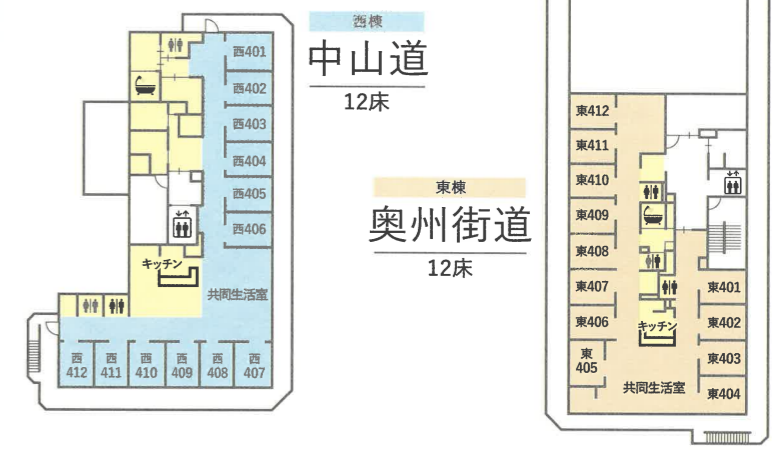 西棟
中山道
12床
西401
西402
西403
西404
西405
西406
キッチン
共同生活室
西
412
西
411
西
410
西
409
西
408
西
407
東棟
奥州街道
12床
東412
東411
東410
東409
東408
東407
東406
東
405
キッチン
共同生活室
東401
東402
東403
東404